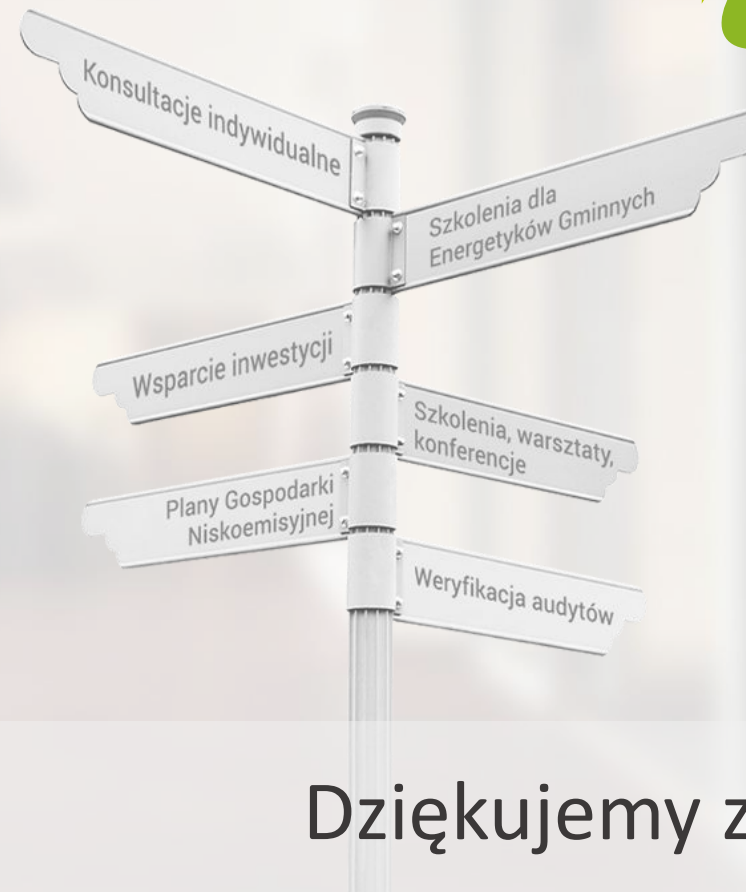 Konsultacje indywidualne
Szkolenia dla
Energetyków Gminnych
Wsparcie inwestycji
Szkolenia, warsztaty,
konferencje
Plany Gospodarki
Niskoemisyjnej
Weryfikacja audytów
Dziękujemy z